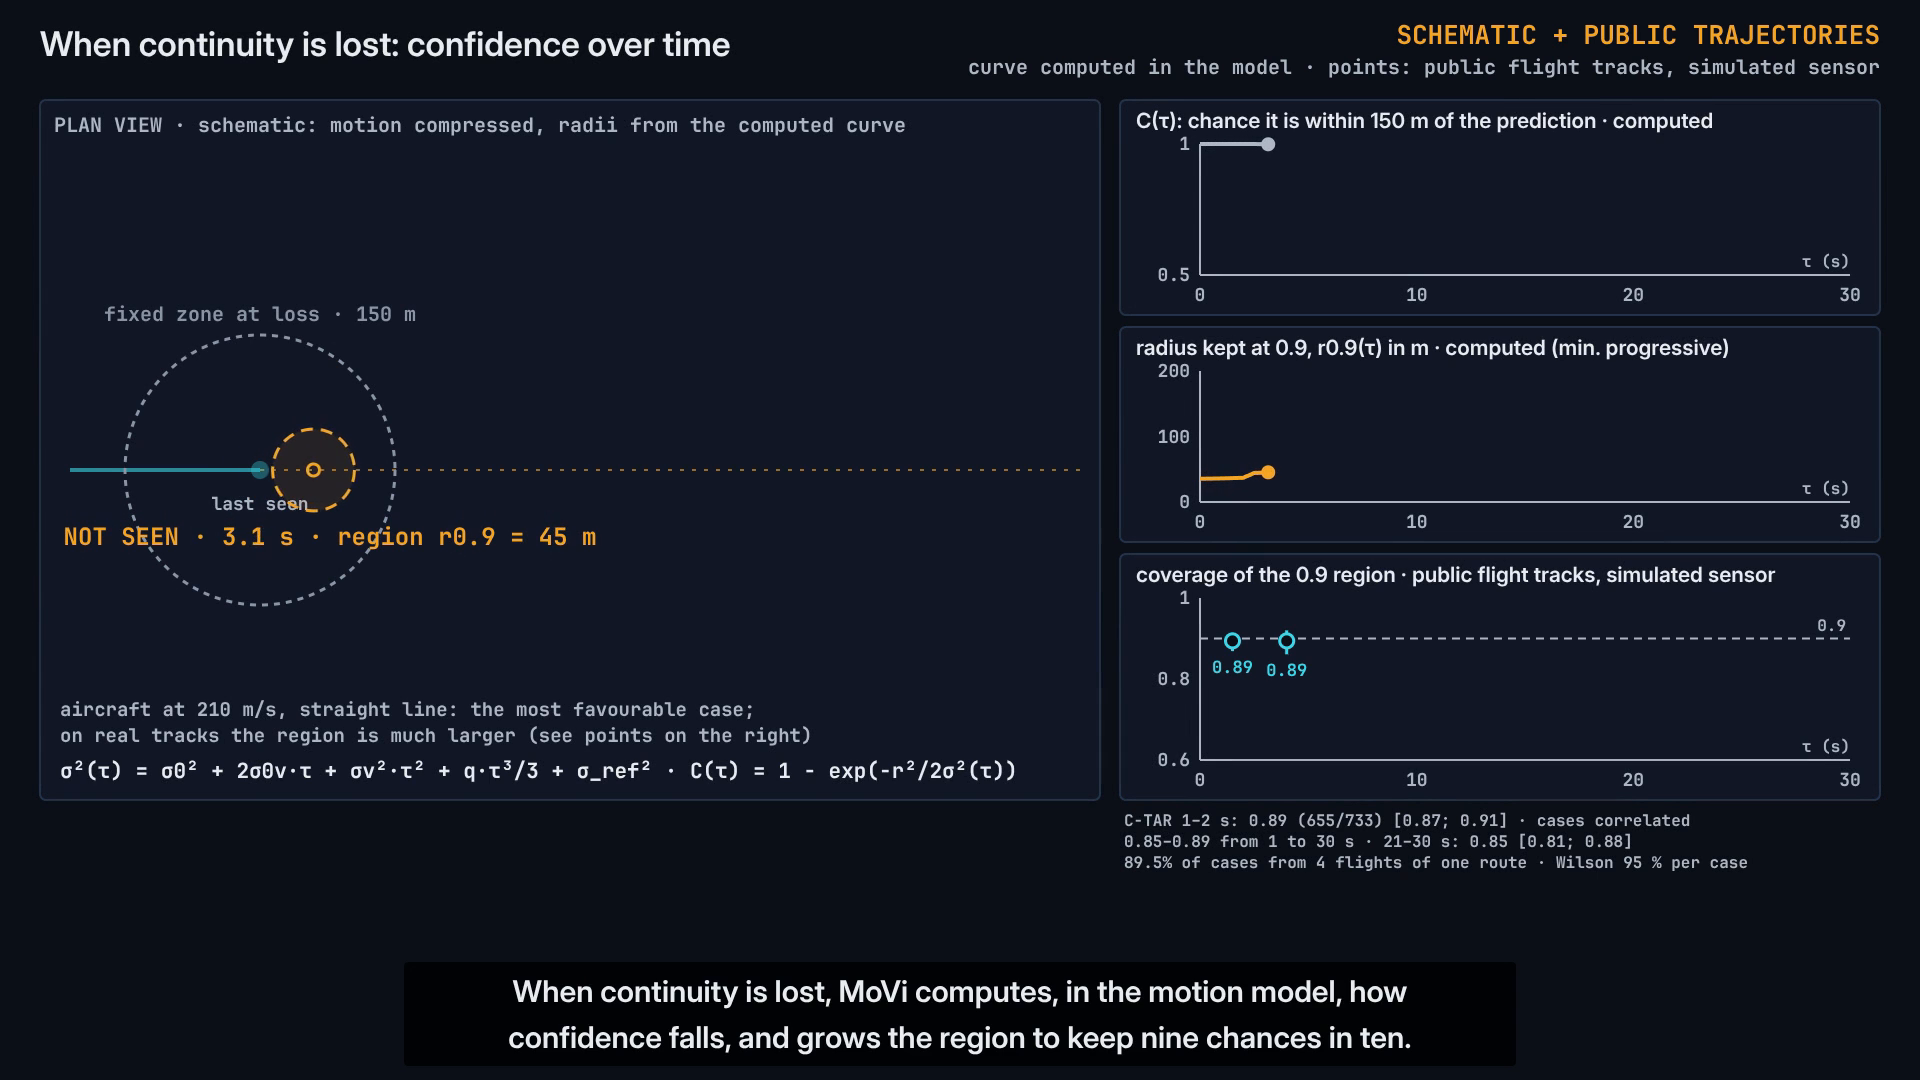 When continuity is lost: confidence over time
SCHEMATIC + PUBLIC TRAJECTORIES
curve computed in the model · points: public flight tracks, simulated sensor
PLAN VIEW · schematic: motion compressed, radii from the computed curve
fixed zone at loss · 150 m
last seen
NOT SEEN · 3.1 s · region r0.9 = 45 m
aircraft at 210 m/s, straight line: the most favourable case;
on real tracks the region is much larger (see points on the right)
σ²(τ) = σ0² + 2σ0v·τ + σv²·τ² + q·τ³/3 + σ_ref² · C(τ) = 1 - exp(-r²/2σ²(τ))
C(τ): chance it is within 150 m of the prediction · computed
1
0.5
τ (s)
0 10 20 30
radius kept at 0.9, r0.9(τ) in m · computed (min. progressive)
200
100
0
τ (s)
0 10 20 30
coverage of the 0.9 region · public flight tracks, simulated sensor
1
0.9
0.89 0.89
0.8
τ (s)
0.6
0 10 20 30
C-TAR 1-2 s: 0.89 (655/733) [0.87; 0.91] · cases correlated
0.85-0.89 from 1 to 30 s · 21-30 s: 0.85 [0.81; 0.88]
89.5% of cases from 4 flights of one route · Wilson 95 % per case
When continuity is lost, MoVi computes, in the motion model, how
confidence falls, and grows the region to keep nine chances in ten.